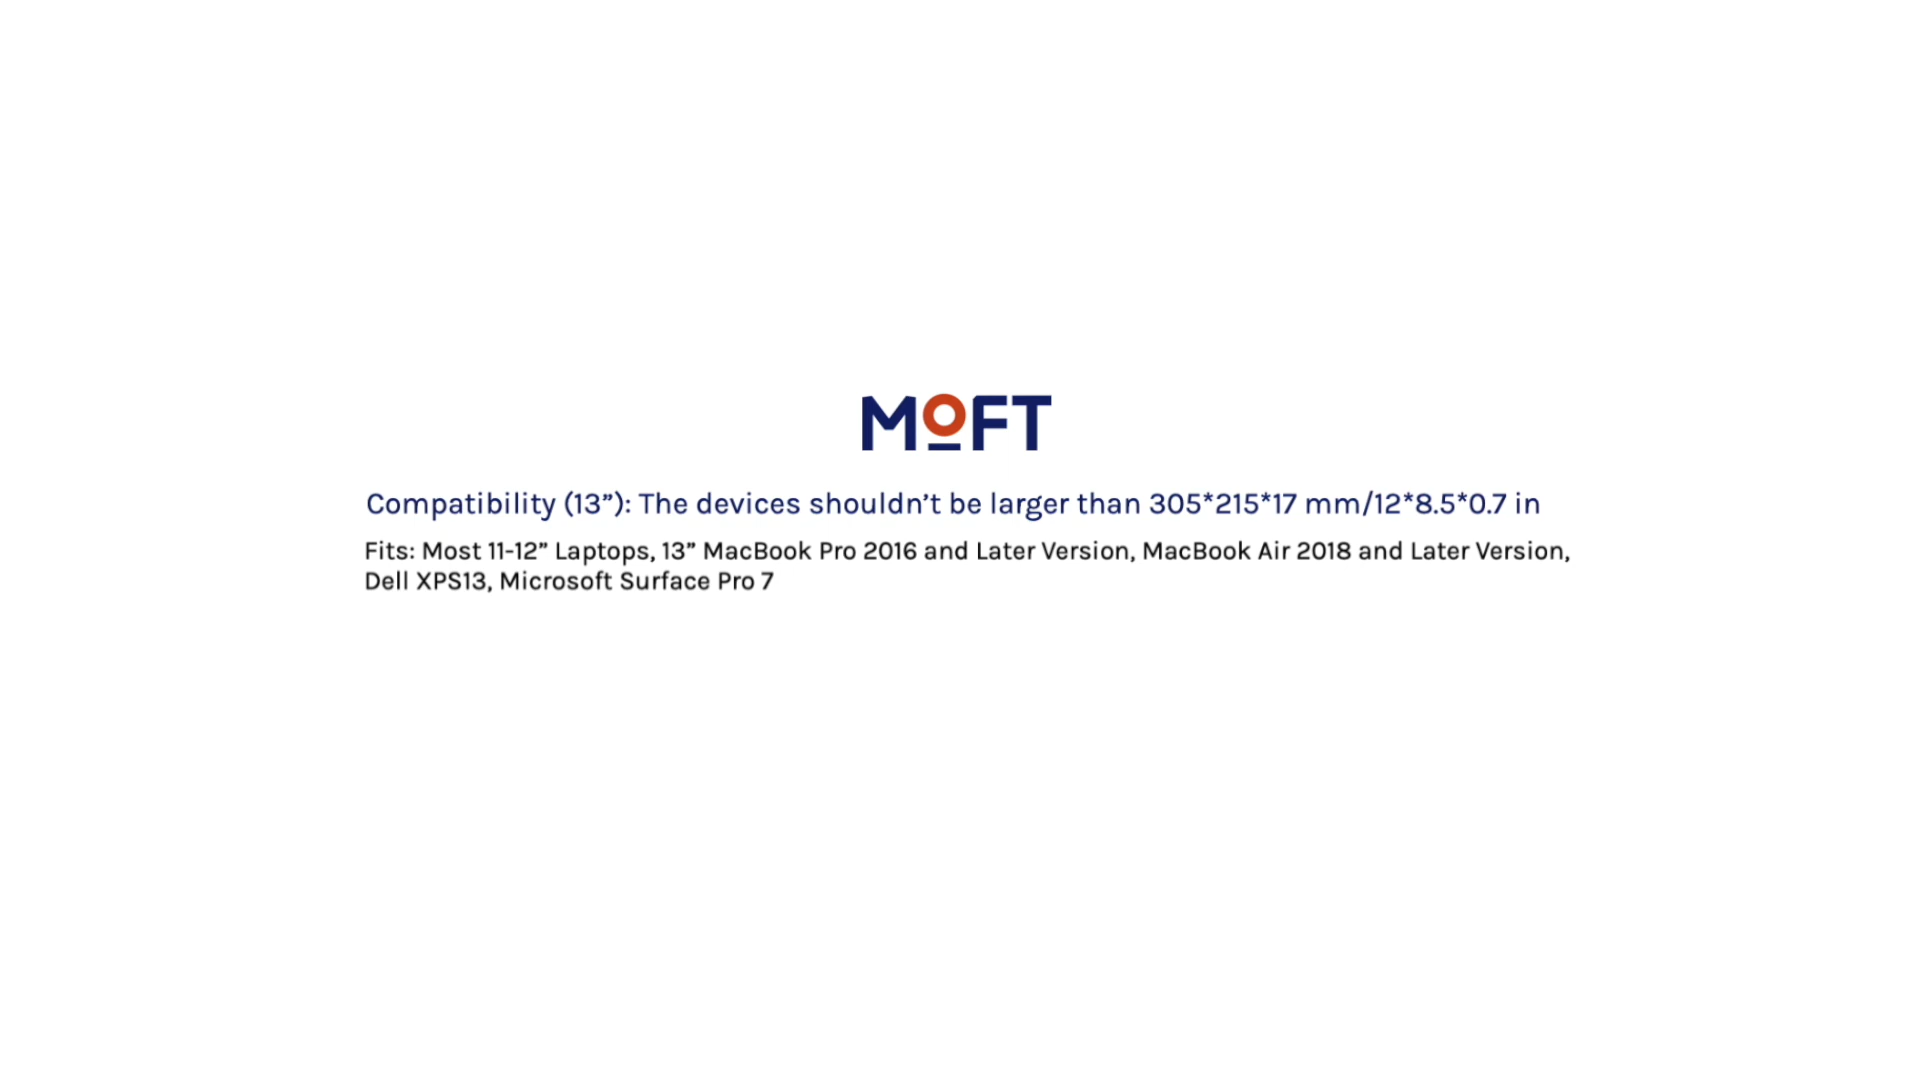 MOFT
Compatibility (13”): The devices shouldn’t be larger than 305*215*17 mm/12*8.5*0.7 in
Fits: Most 11-12” Laptops, 13” MacBook Pro 2016 and Later Version, MacBook Air 2018 and Later Version,
Dell XPS13, Microsoft Surface Pro 7